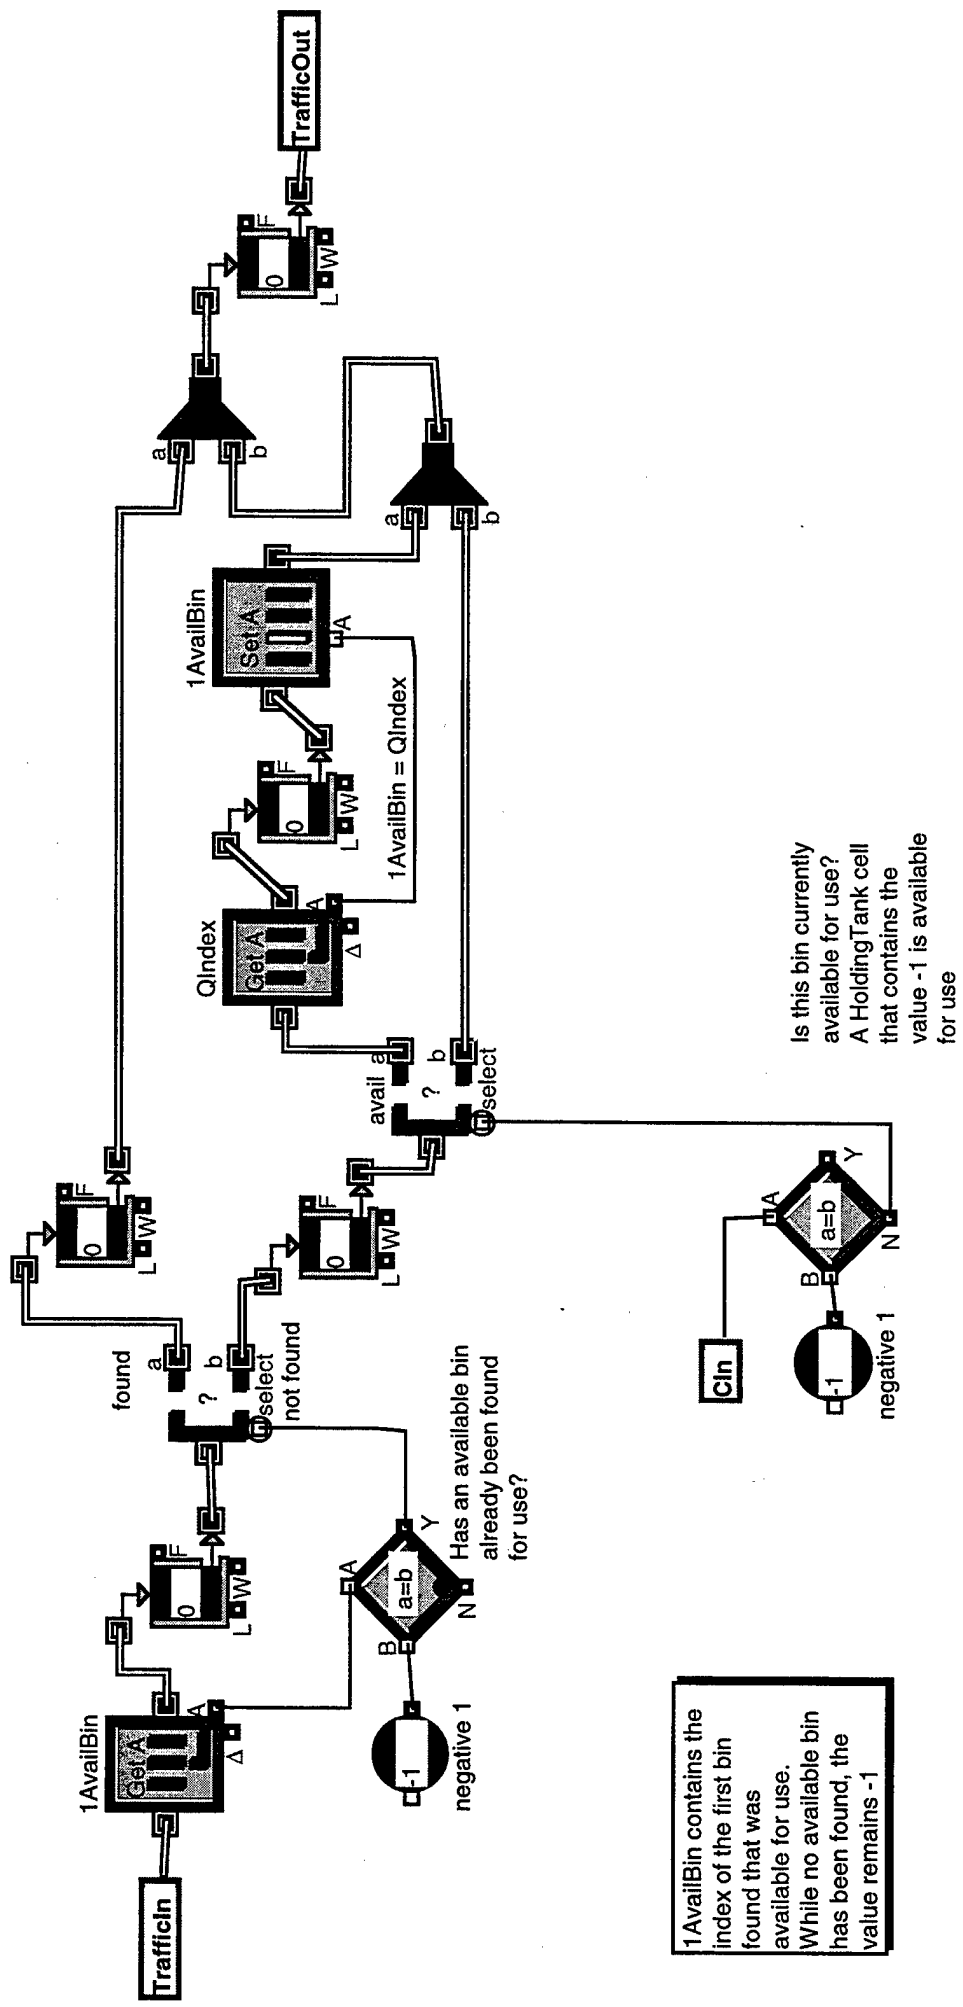 TrafficIn
1AvailBin
Get A
A
Δ
0
F
L
W
found
a
b
?
select
not found
negative 1
-1
B
A
a=b
Y
N
Has an available bin
already been found
for use?
0
F
L
W
0
F
L
W
avail
a
b
?
select
QIndex
Get A
A
Δ
0
F
L
W
1AvailBin = QIndex
1AvailBin
Set A
A
a
b
a
b
0
F
L
W
TrafficOut
CIn
negative 1
-1
B
A
a=b
Y
N
Is this bin currently
available for use?
A HoldingTank cell
that contains the
value -1 is available
for use
1AvailBin contains the
index of the first bin
found that was
available for use.
While no available bin
has been found, the
value remains -1